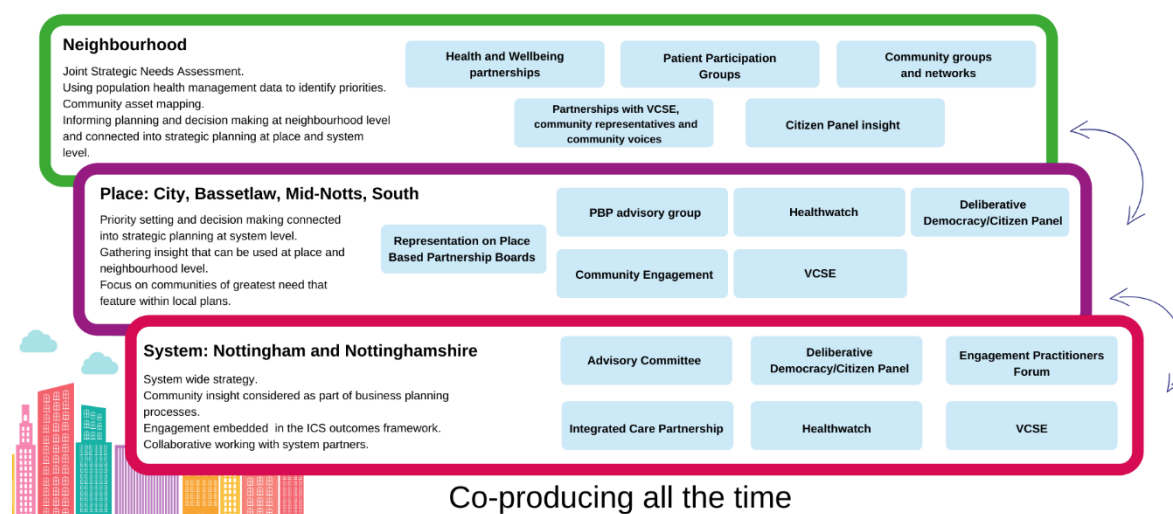 Neighbourhood
Joint Strategic Needs Assessment.
Using population health management data to identify priorities.
Community asset mapping.
Informing planning and decision making at neighbourhood level
and connected into strategic planning at place and system
level.
Health and Wellbeing
partnerships
Patient Participation
Groups
Community groups
and networks
Partnerships with VCSE,
community representatives and
community voices
Citizen Panel insight
Place: City, Bassetlaw, Mid-Notts, South
Priority setting and decision making connected
into strategic planning at system level.
Gathering insight that can be used at place and
neighbourhood level.
Focus on communities of greatest need that
feature within local plans.
Representation on Place
Based Partnership Boards
PBP advisory group
Healthwatch
Deliberative
Democracy/Citizen Panel
Community Engagement
VCSE
System: Nottingham and Nottinghamshire
System wide strategy.
Community insight considered as part of business planning
processes.
Engagement embedded in the ICS outcomes framework.
Collaborative working with system partners.
Advisory Committee
Deliberative
Democracy/Citizen Panel
Engagement Practitioners
Forum
Integrated Care Partnership
Healthwatch
VCSE
Co-producing all the time